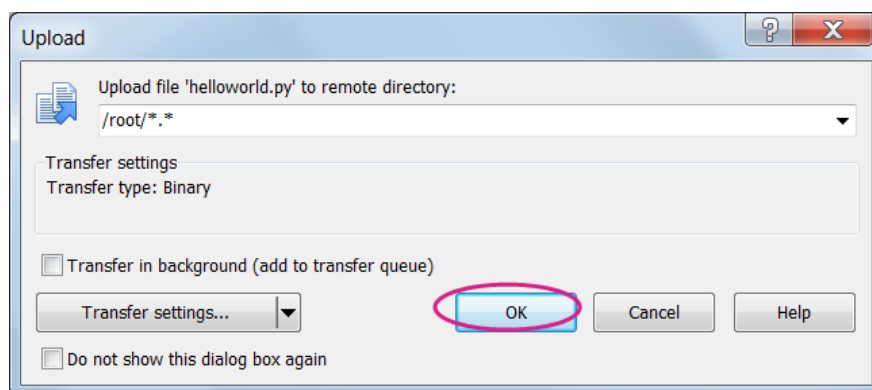 Upload
Upload file 'helloworld.py' to remote directory:
/root/*.*
Transfer settings
Transfer type: Binary
Transfer in background (add to transfer queue)
Transfer settings... OK Cancel Help
Do not show this dialog box again